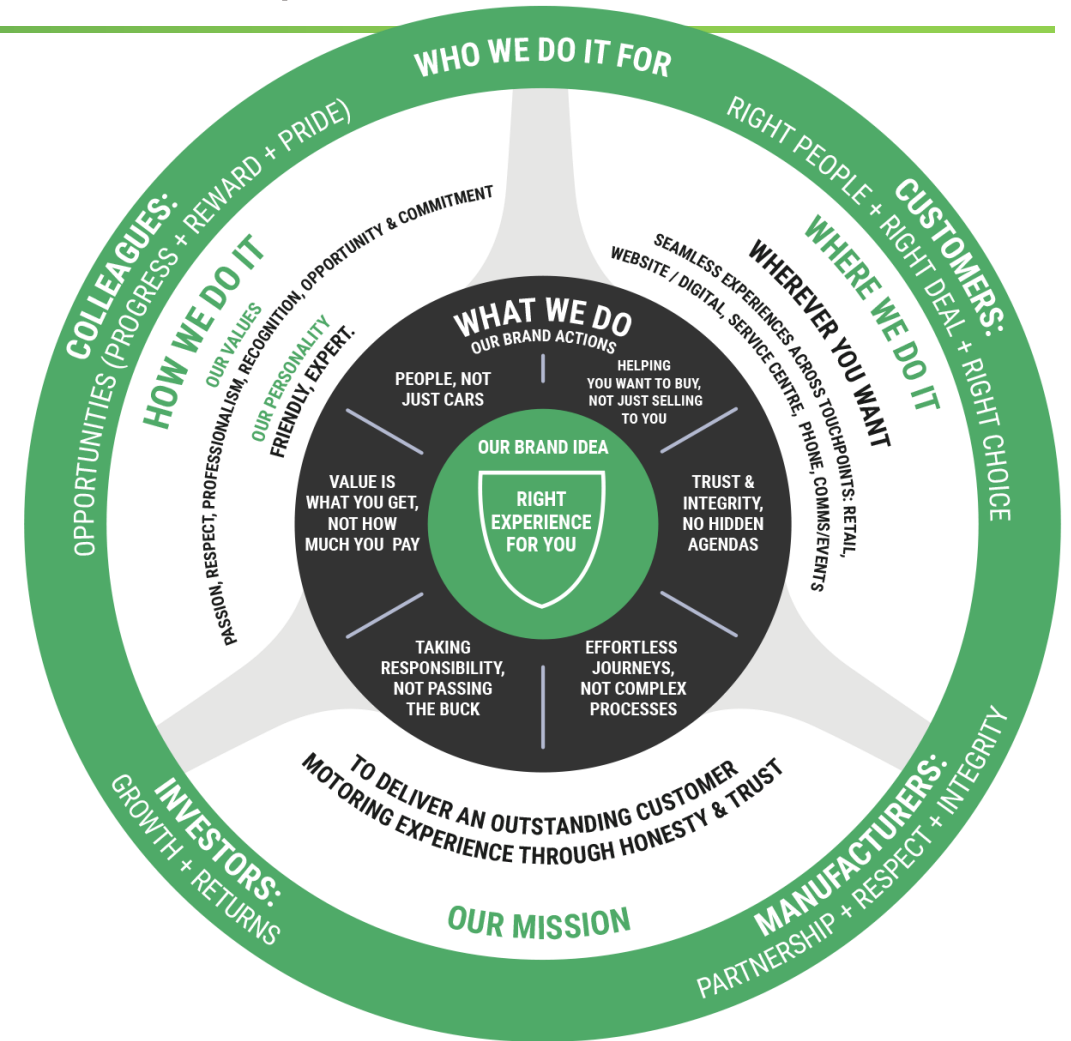 WHO WE DO IT FOR
COLLEAGUES:
OPPORTUNITIES (PROGRESS + REWARD + PRIDE)
CUSTOMERS:
RIGHT PEOPLE + RIGHT DEAL + RIGHT CHOICE
HOW WE DO IT
OUR VALUES
PASSION, RESPECT, PROFESSIONALISM, RECOGNITION, OPPORTUNITY & COMMITMENT
OUR PERSONALITY
FRIENDLY, EXPERT.
WHERE WE DO IT
WHEREVER YOU WANT
SEAMLESS EXPERIENCES ACROSS TOUCHPOINTS: RETAIL,
WEBSITE / DIGITAL, SERVICE CENTRE, PHONE, COMMS/EVENTS
WHAT WE DO
OUR BRAND ACTIONS
PEOPLE, NOT
JUST CARS
HELPING
YOU WANT TO BUY,
NOT JUST SELLING
TO YOU
VALUE IS
WHAT YOU GET,
NOT HOW
MUCH YOU PAY
OUR BRAND IDEA
RIGHT
EXPERIENCE
FOR YOU
TRUST &
INTEGRITY,
NO HIDDEN
AGENDAS
TAKING
RESPONSIBILITY,
NOT PASSING
THE BUCK
EFFORTLESS
JOURNEYS,
NOT COMPLEX
PROCESSES
TO DELIVER AN OUTSTANDING CUSTOMER
MOTORING EXPERIENCE THROUGH HONESTY & TRUST
OUR MISSION
INVESTORS:
GROWTH + RETURNS
MANUFACTURERS:
PARTNERSHIP + RESPECT + INTEGRITY